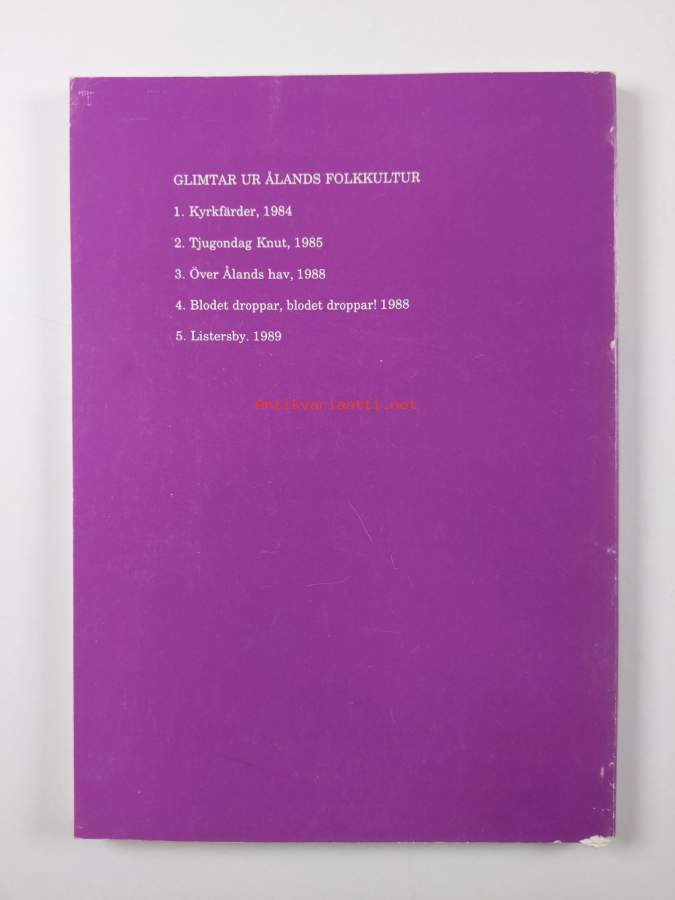 GLIMTAR UR ÅLANDS FOLKKULTUR
1. Kyrkfärder, 1984
2. Tjugondag Knut, 1985
3. Över Ålands hav, 1988
4. Blodet droppar, blodet droppar! 1988
5. Listersby. 1989
Antikvariaatti.net